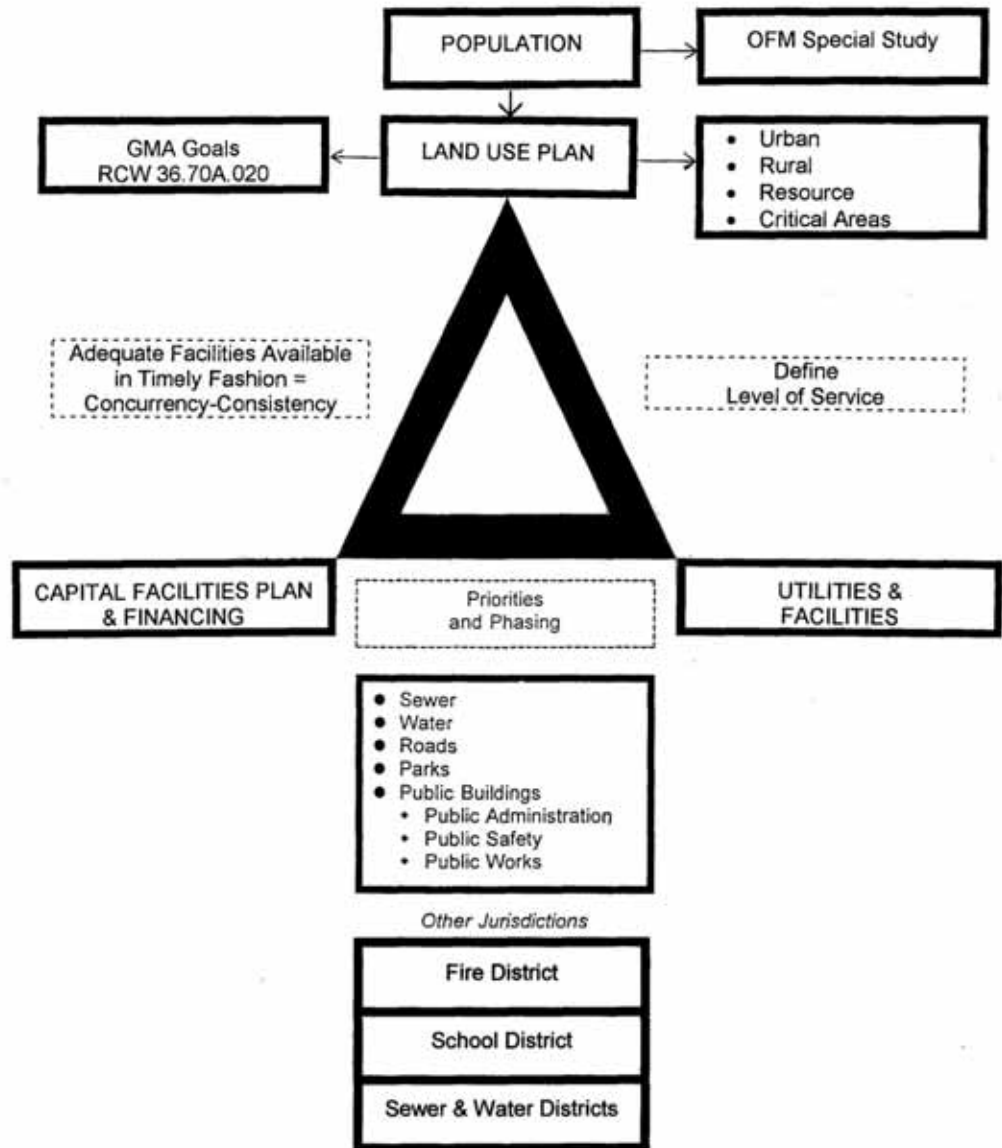 POPULATION
OFM Special Study
GMA Goals
RCW 36.70A.020
LAND USE PLAN
• Urban
• Rural
• Resource
• Critical Areas
Adequate Facilities Available
in Timely Fashion =
Concurrency-Consistency
Define
Level of Service
CAPITAL FACILITIES PLAN
& FINANCING
Priorities
and Phasing
UTILITIES &
FACILITIES
● Sewer
● Water
● Roads
● Parks
● Public Buildings
• Public Administration
• Public Safety
• Public Works
Other Jurisdictions
Fire District
School District
Sewer & Water Districts